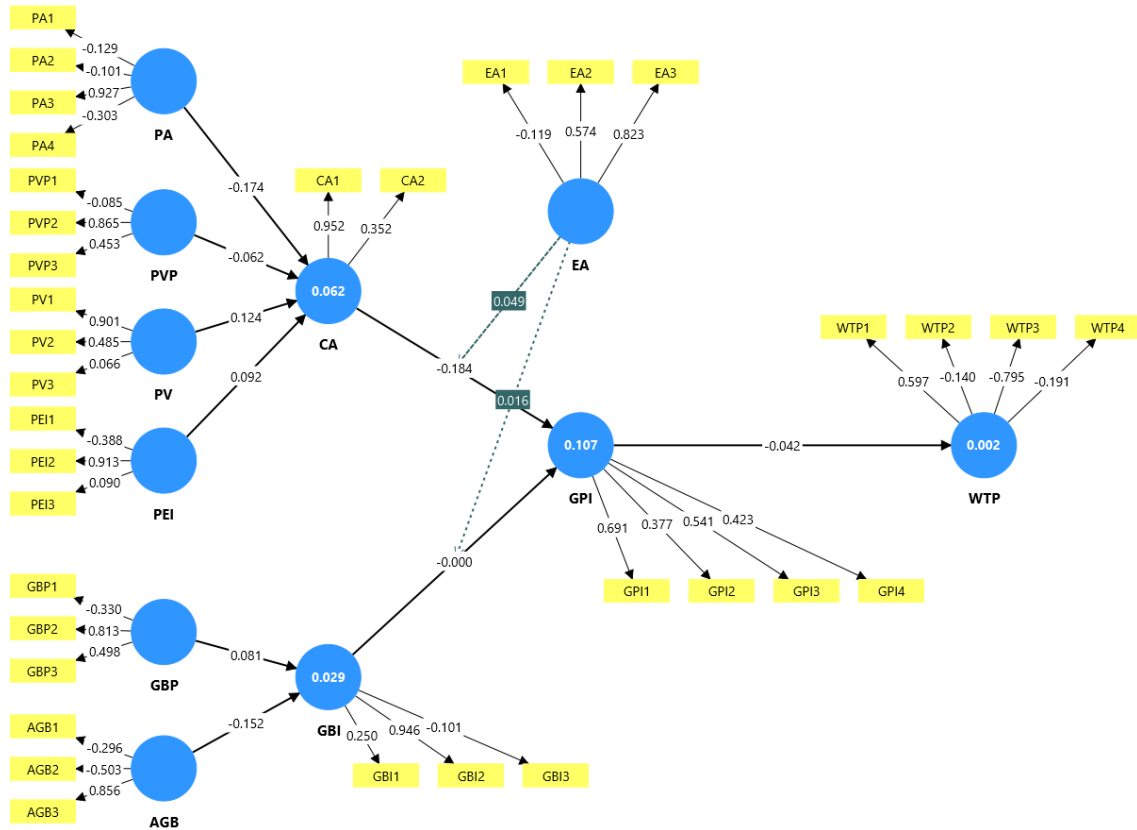 PA1
-0.129
PA2
-0.101
PA3
0.927
-0.303
PA4
PA
EA1
EA2
EA3
-0.119
0.574
0.823
EA
PVP1
-0.085
PVP2
0.865
0.453
PVP3
PVP
-0.174
-0.062
CA1
CA2
0.952
0.352
0.062
CA
PV1
0.901
PV2
0.485
0.066
PV3
PV
0.124
0.092
PEI1
-0.388
PEI2
0.913
0.090
PEI3
PEI
0.049
-0.184
0.016
WTP1
WTP2
WTP3
WTP4
0.597
-0.140
-0.795
-0.191
0.107
GPI
-0.042
0.002
WTP
0.691
0.377
0.541
0.423
GPI1
GPI2
GPI3
GPI4
-0.000
GBP1
-0.330
GBP2
0.813
0.498
GBP3
GBP
0.081
-0.152
0.029
GBI
0.250
0.946
-0.101
GBI1
GBI2
GBI3
AGB1
-0.296
AGB2
-0.503
0.856
AGB3
AGB